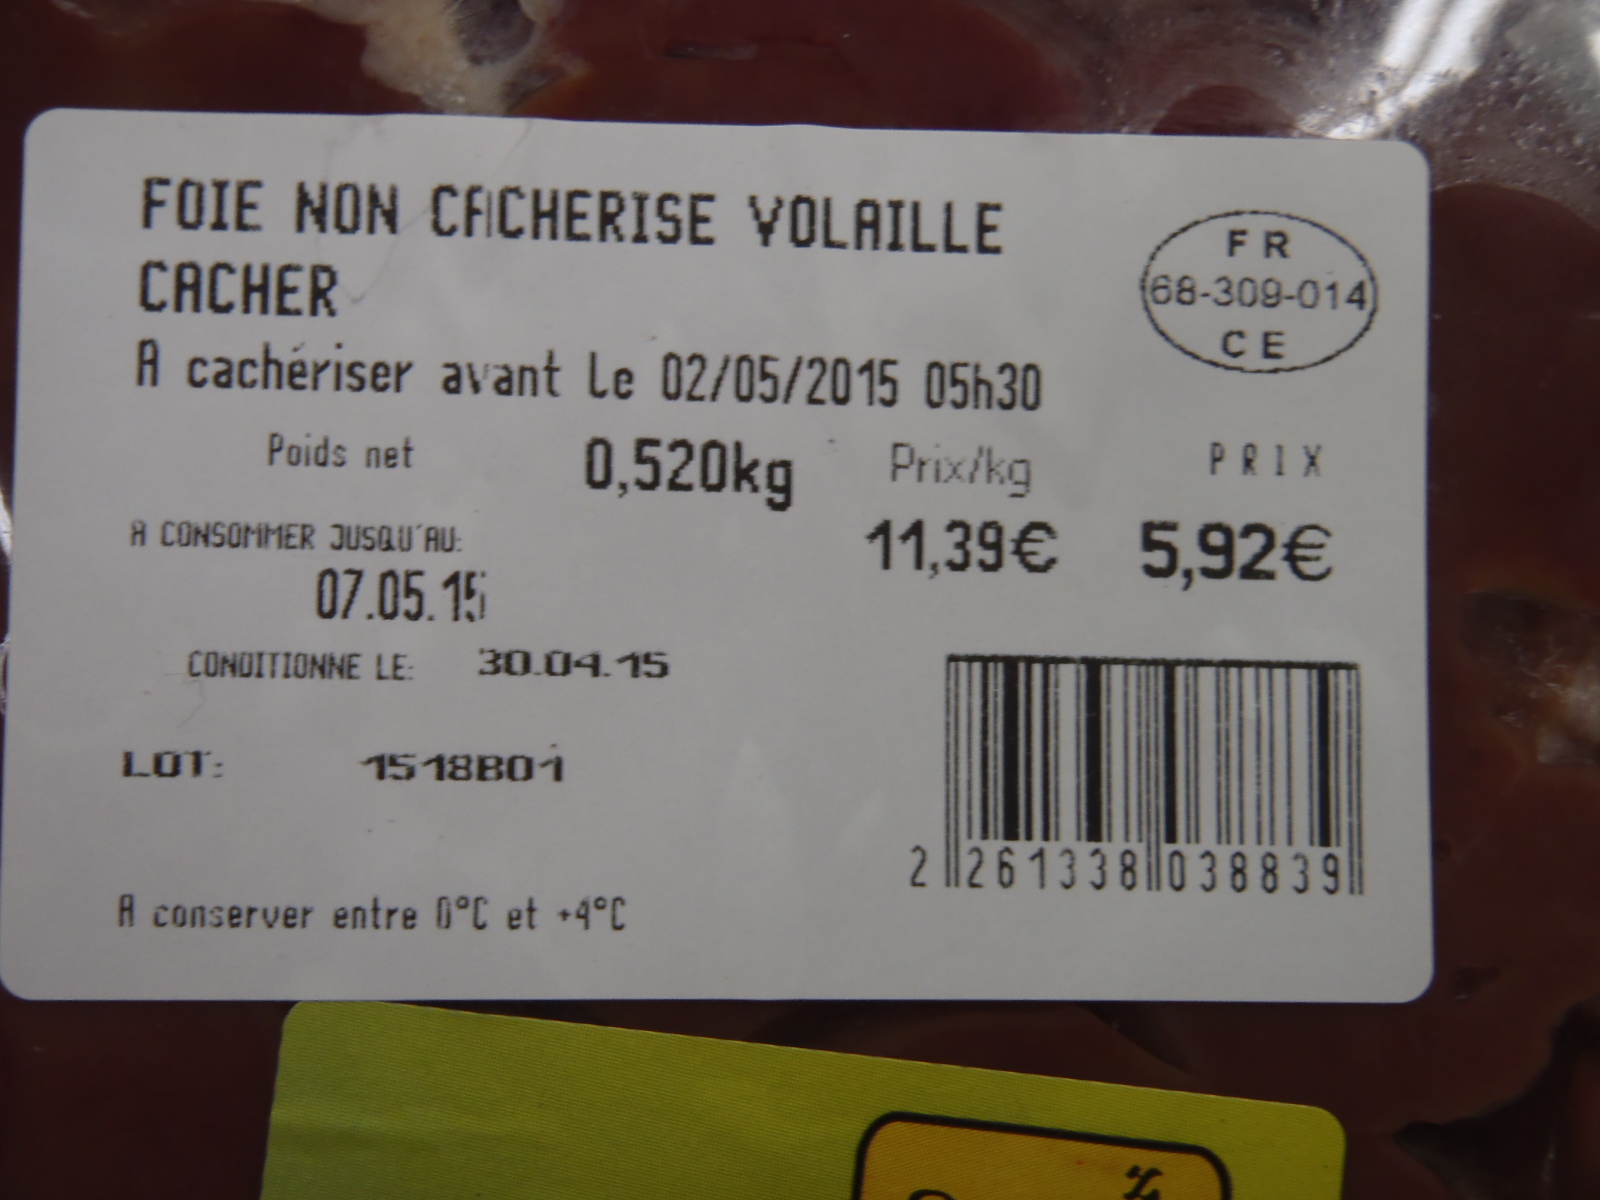 FOIE NON CACHERISE VOLAILLE
CACHER
A cachériser avant le 02/05/2015 05h30
FR
68-309-014
CE
Poids net 0,520kg Prix/kg PRIX
11,39€ 5,92€
A CONSOMMER JUSQU'AU:
07.05.15
CONDITIONNE LE: 30.04.15
LOT: 1518B01
2 261338 038839
A conserver entre 0°C et +4°C